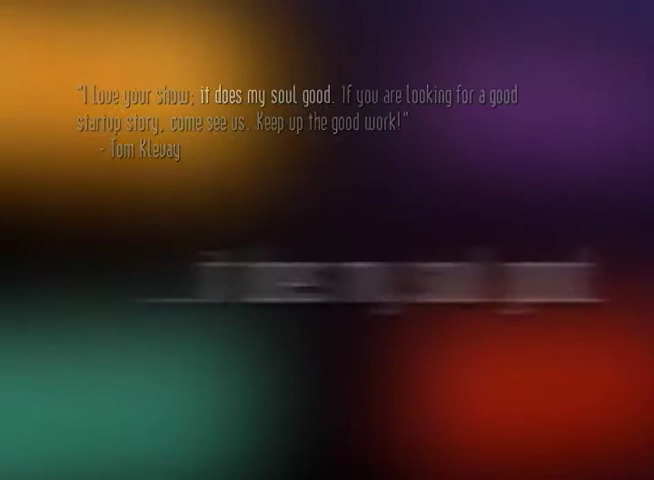 "I love your show; it does my soul good. If you are looking for a good
startup story, come see us. Keep up the good work!"
- Tom Klevay